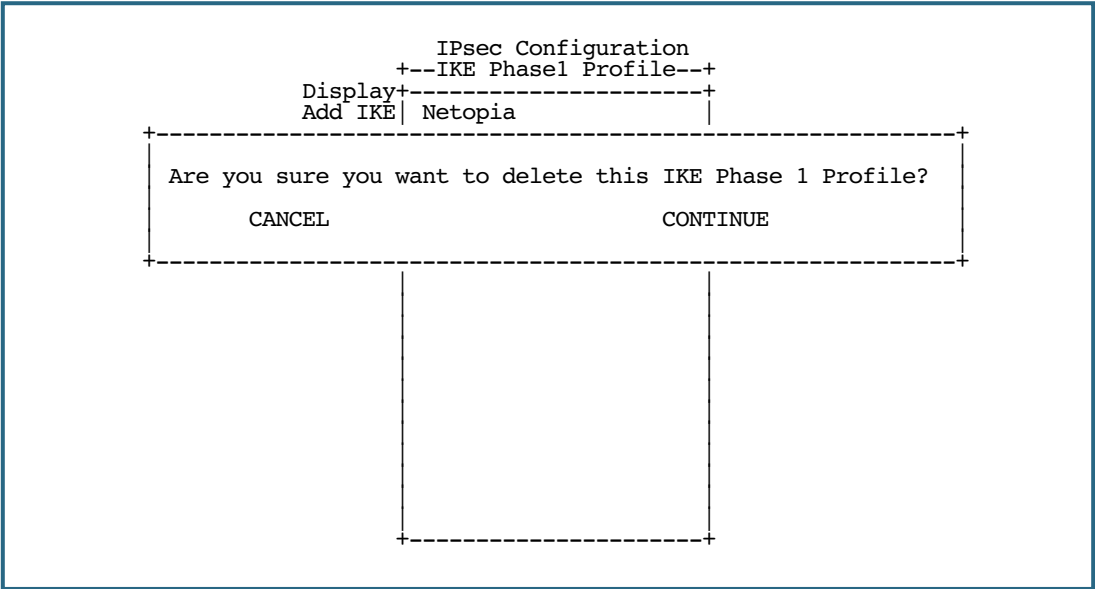 IPsec Configuration
+--IKE Phase1 Profile--+
Display+----------------------+
Add IKE| Netopia |
+------------------------------------------------------------+
Are you sure you want to delete this IKE Phase 1 Profile?
CANCEL CONTINUE
+------------------------------------------------------------+
+----------------------+